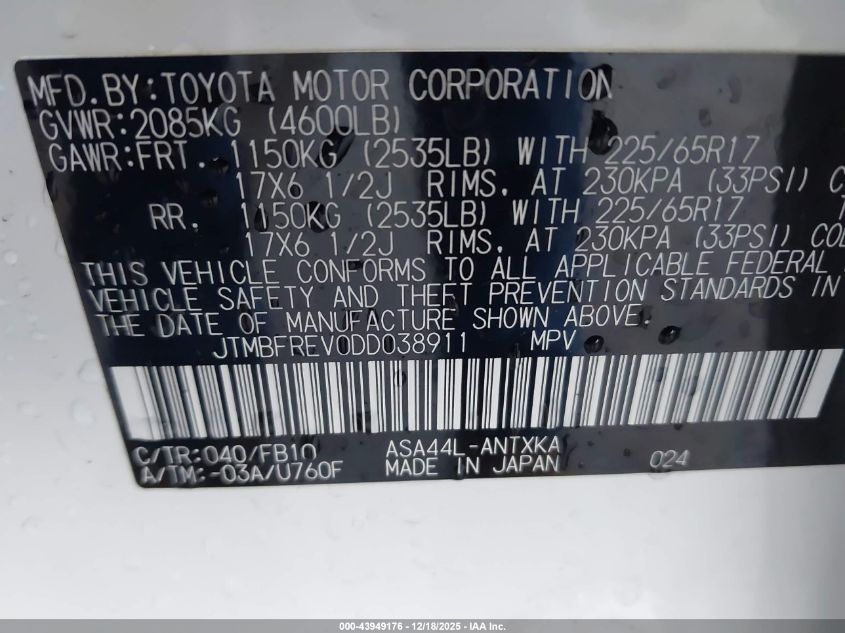 MFD. BY: TOYOTA MOTOR CORPORATION
GVWR: 2085KG (4600LB)
GAWR: FRT. 1150KG (2535LB) WITH 225/65R17
17X6 1/2J RIMS, AT 230KPA (33PSI) C
RR. 1150KG (2535LB) WITH 225/65R17
17X6 1/2J RIMS, AT 230KPA (33PSI) COL
THIS VEHICLE CONFORMS TO ALL APPLICABLE FEDERAL
VEHICLE SAFETY AND THEFT PREVENTION STANDARDS IN
THE DATE OF MANUFACTURE SHOWN ABOVE.
JTMBFREV0DD038911 MPV
C/TR: 040/FB10 ASA44L-ANTXKA 024
A/TM: -03A/U760F MADE IN JAPAN
000-43949176 - 12/18/2025 - IAA Inc.